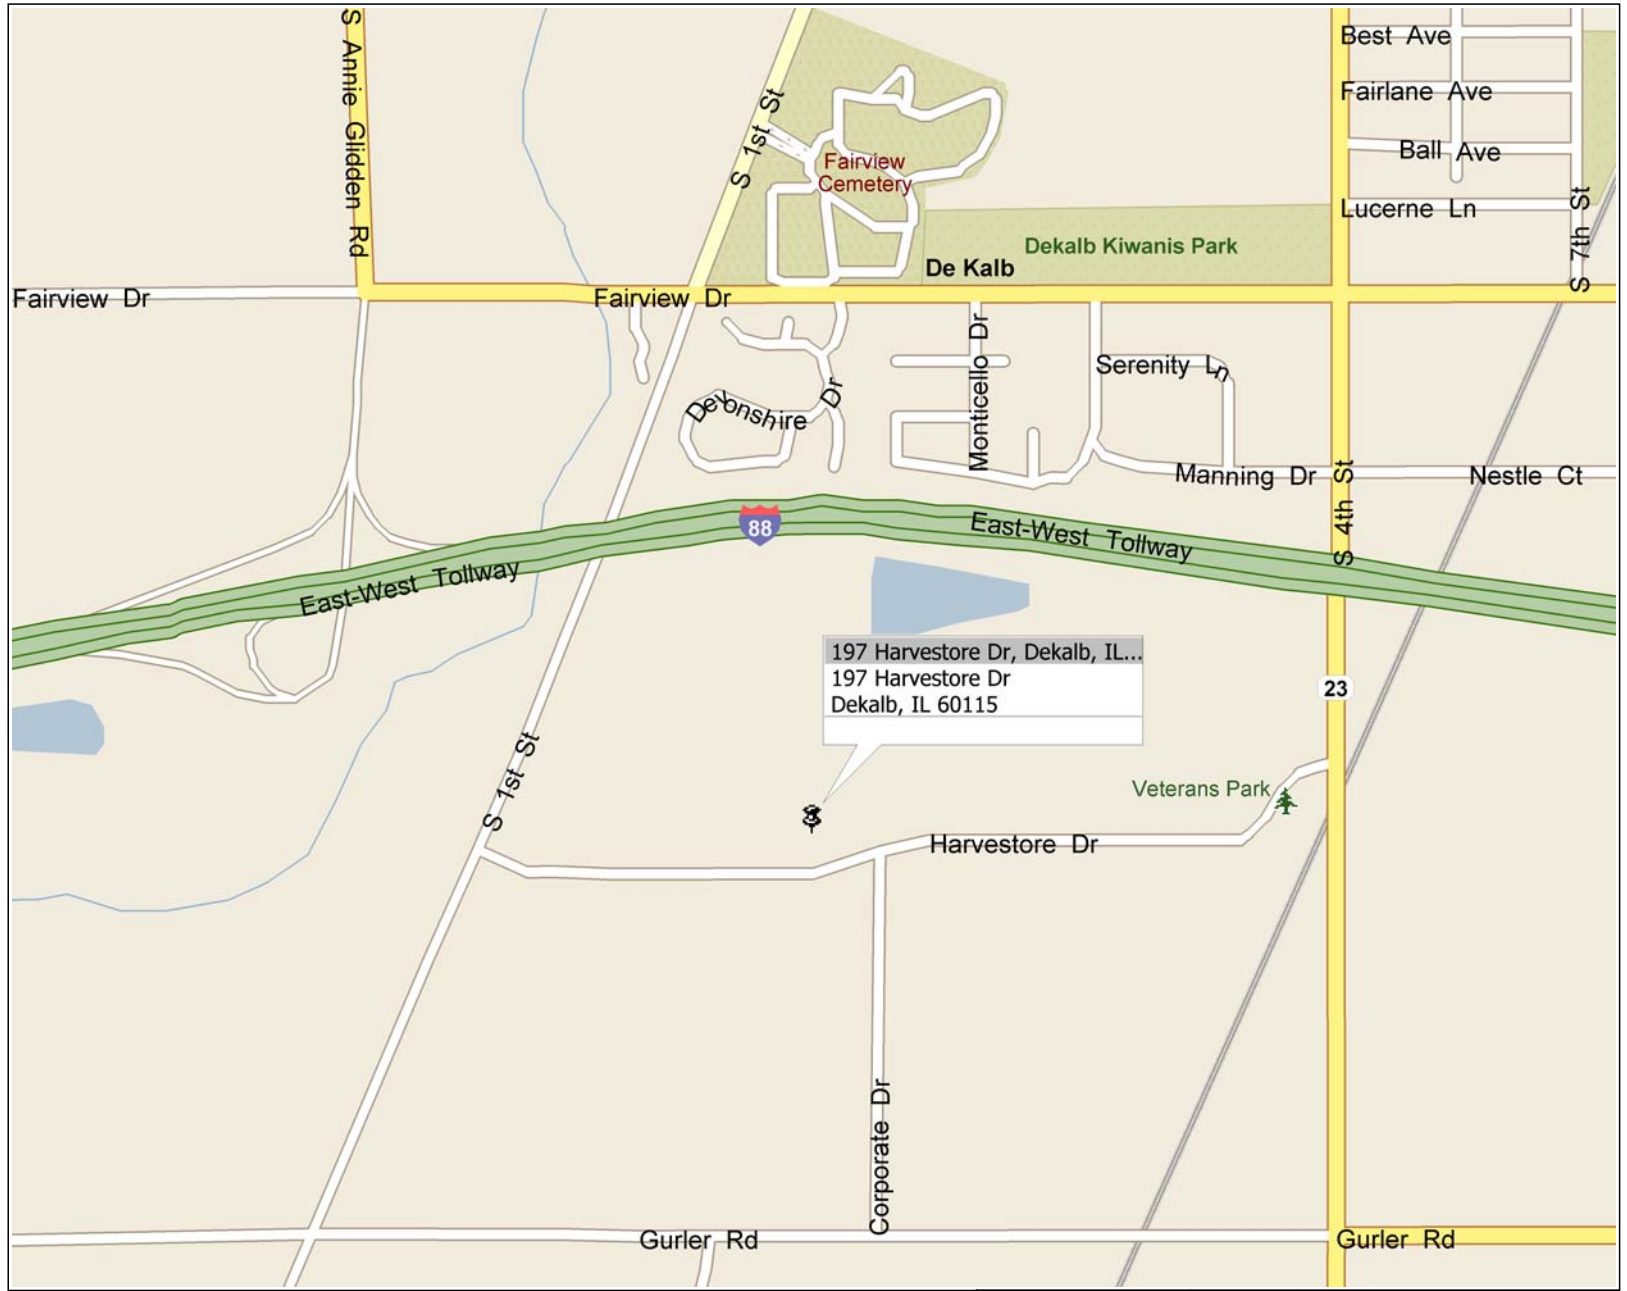 S Annie Glidden Rd
S 1st St
Best Ave
Fairlane Ave
Ball Ave
Lucerne Ln
S 7th St
Fairview
Cemetery
Dekalb Kiwanis Park
De Kalb
Fairview Dr
Fairview Dr
Devonshire Dr
Monticello Dr
Serenity Ln
Manning Dr
Nestle Ct
S 4th St
88
East-West Tollway
East-West Tollway
197 Harvestore Dr, Dekalb, IL...
197 Harvestore Dr
Dekalb, IL 60115
23
S 1st St
Veterans Park
Harvestore Dr
Corporate Dr
Gurler Rd
Gurler Rd